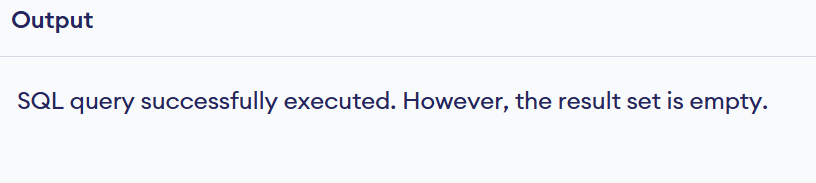 Output
SQL query successfully executed. However, the result set is empty.